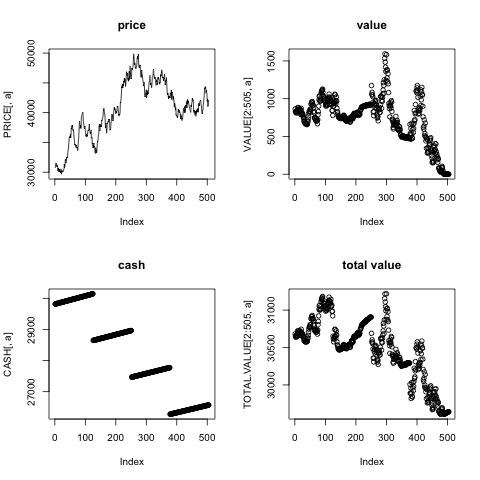 price
PRICE[, a]
50000
40000
30000
0 100 200 300 400 500
Index
value
VALUE[2:505, a]
1500
1000
500
0
0 100 200 300 400 500
Index
cash
CASH[, a]
29000
27000
0 100 200 300 400 500
Index
total value
TOTAL.VALUE[2:505, a]
31000
30500
30000
0 100 200 300 400 500
Index